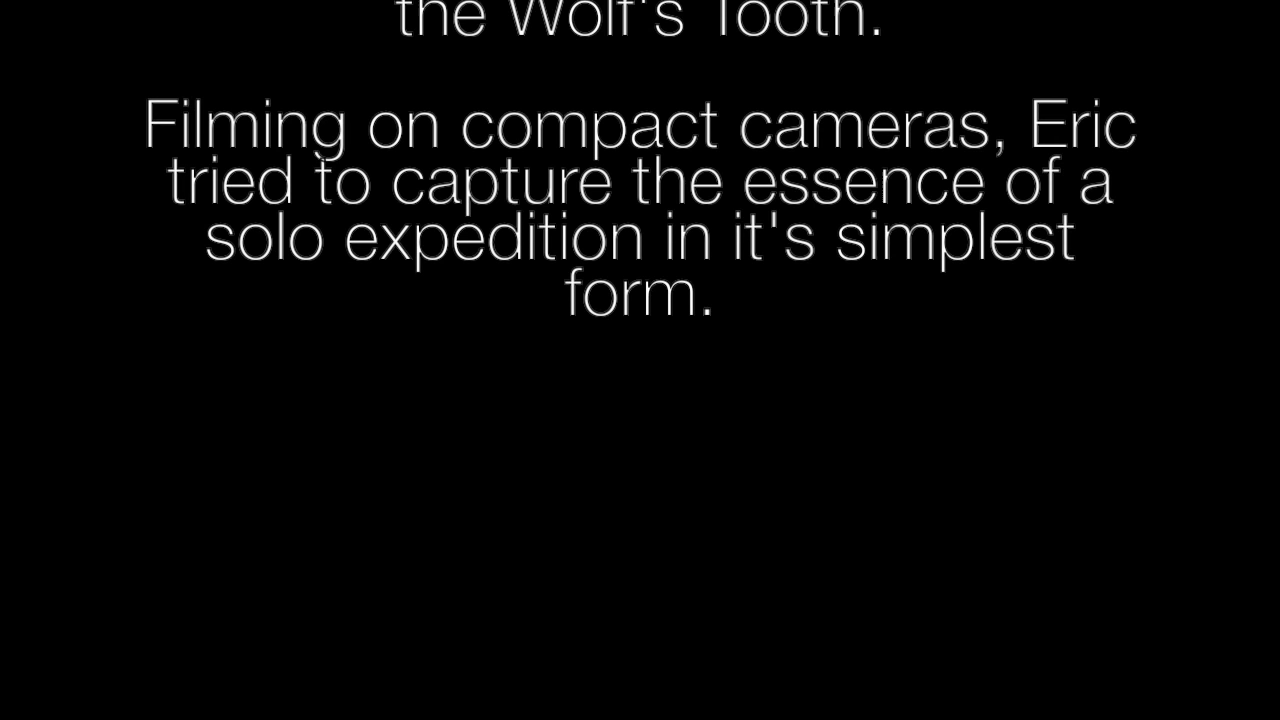 the Wolf's Tooth.
Filming on compact cameras, Eric
tried to capture the essence of a
solo expedition in it's simplest
form.